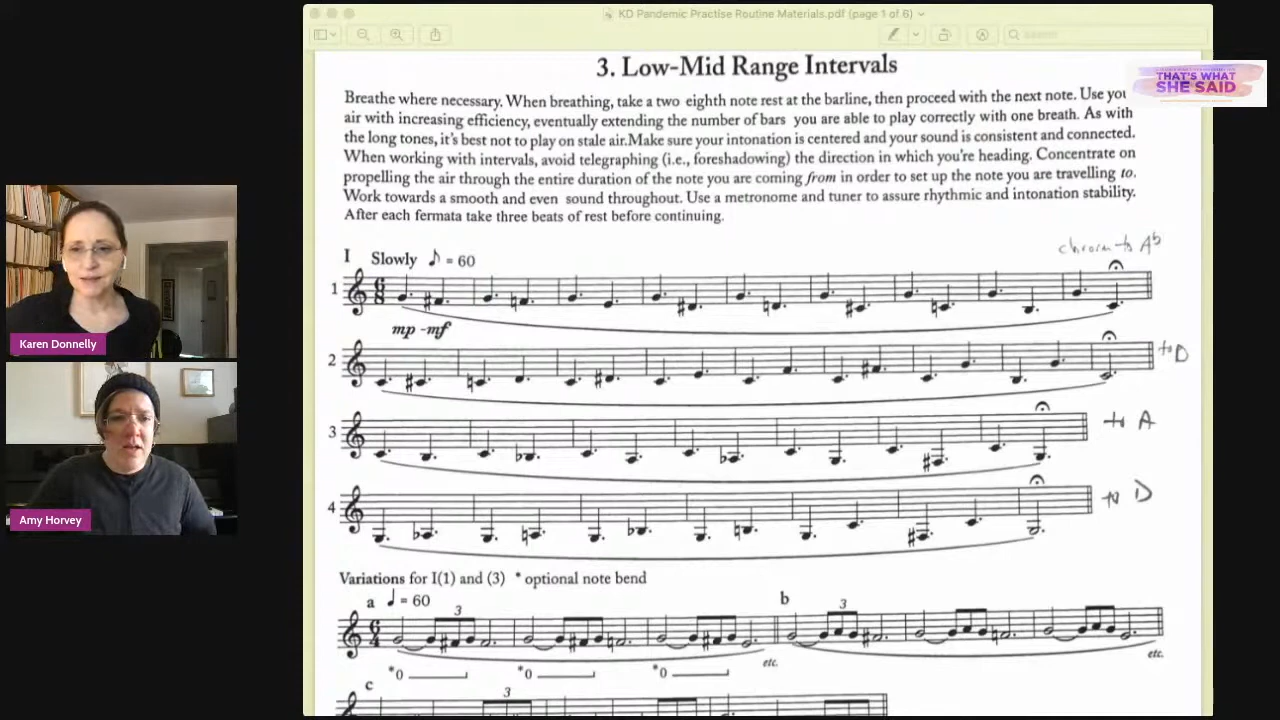 KD Pandemic Practise Routine Materials.pdf (page 1 of 6)
Search
THAT'S WHAT
SHE SAID
3. Low-Mid Range Intervals
Breathe where necessary. When breathing, take a two eighth note rest at the barline, then proceed with the next note. Use you
air with increasing efficiency, eventually extending the number of bars you are able to play correctly with one breath. As with
the long tones, it's best not to play on stale air.Make sure your intonation is centered and your sound is consistent and connected.
When working with intervals, avoid telegraphing (i.e., foreshadowing) the direction in which you're heading. Concentrate on
propelling the air through the entire duration of the note you are coming from in order to set up the note you are travelling to.
Work towards a smooth and even sound throughout. Use a metronome and tuner to assure rhythmic and intonation stability.
After each fermata take three beats of rest before continuing.
chrom to A♭
I Slowly ♪ = 60
1 6 8
mp -mf
2 to D
3 to A
4 to D
Variations for I(1) and (3) * optional note bend
a ♩ = 60 3 b 3
6 4
etc. etc.
*0 *0 *0
c 3
Karen Donnelly
Amy Horvey